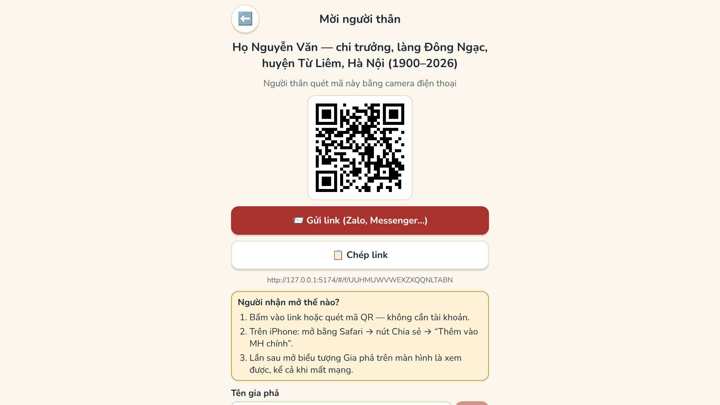 Mời người thân
Họ Nguyễn Văn — chi trưởng, làng Đông Ngạc,
huyện Từ Liêm, Hà Nội (1900–2026)
Người thân quét mã này bằng camera điện thoại
Gửi link (Zalo, Messenger...)
Chép link
http://127.0.0.1:5174/#/f/UUHMUWVWEXZXQQNLTABN
Người nhận mở thế nào?
1. Bấm vào link hoặc quét mã QR — không cần tài khoản.
2. Trên iPhone: mở bằng Safari → nút Chia sẻ → “Thêm vào
MH chính”.
3. Lần sau mở biểu tượng Gia phả trên màn hình là xem
được, kể cả khi mất mạng.
Tên gia phả